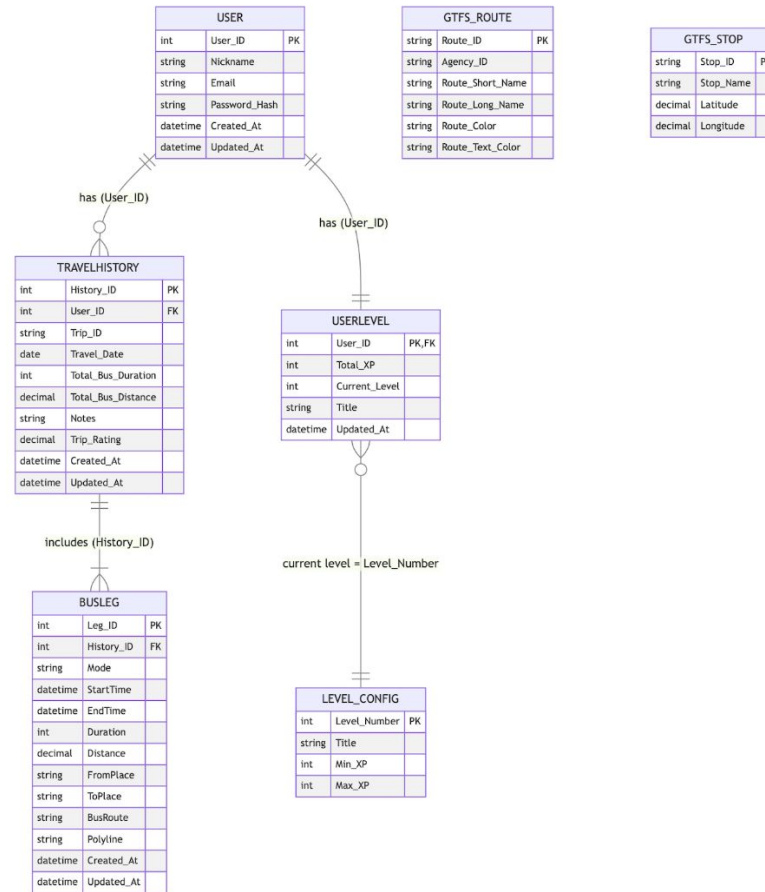 USER
int User_ID PK
string Nickname
string Email
string Password_Hash
datetime Created_At
datetime Updated_At
GTFS_ROUTE
string Route_ID PK
string Agency_ID
string Route_Short_Name
string Route_Long_Name
string Route_Color
string Route_Text_Color
GTFS_STOP
string Stop_ID
string Stop_Name
decimal Latitude
decimal Longitude
has (User_ID)
has (User_ID)
TRAVELHISTORY
int History_ID PK
int User_ID FK
string Trip_ID
date Travel_Date
int Total_Bus_Duration
decimal Total_Bus_Distance
string Notes
decimal Trip_Rating
datetime Created_At
datetime Updated_At
USERLEVEL
int User_ID PK,FK
int Total_XP
int Current_Level
string Title
datetime Updated_At
includes (History_ID)
current level = Level_Number
BUSLEG
int Leg_ID PK
int History_ID FK
string Mode
datetime StartTime
datetime EndTime
int Duration
decimal Distance
string FromPlace
string ToPlace
string BusRoute
string Polyline
datetime Created_At
datetime Updated_At
LEVEL_CONFIG
int Level_Number PK
string Title
int Min_XP
int Max_XP